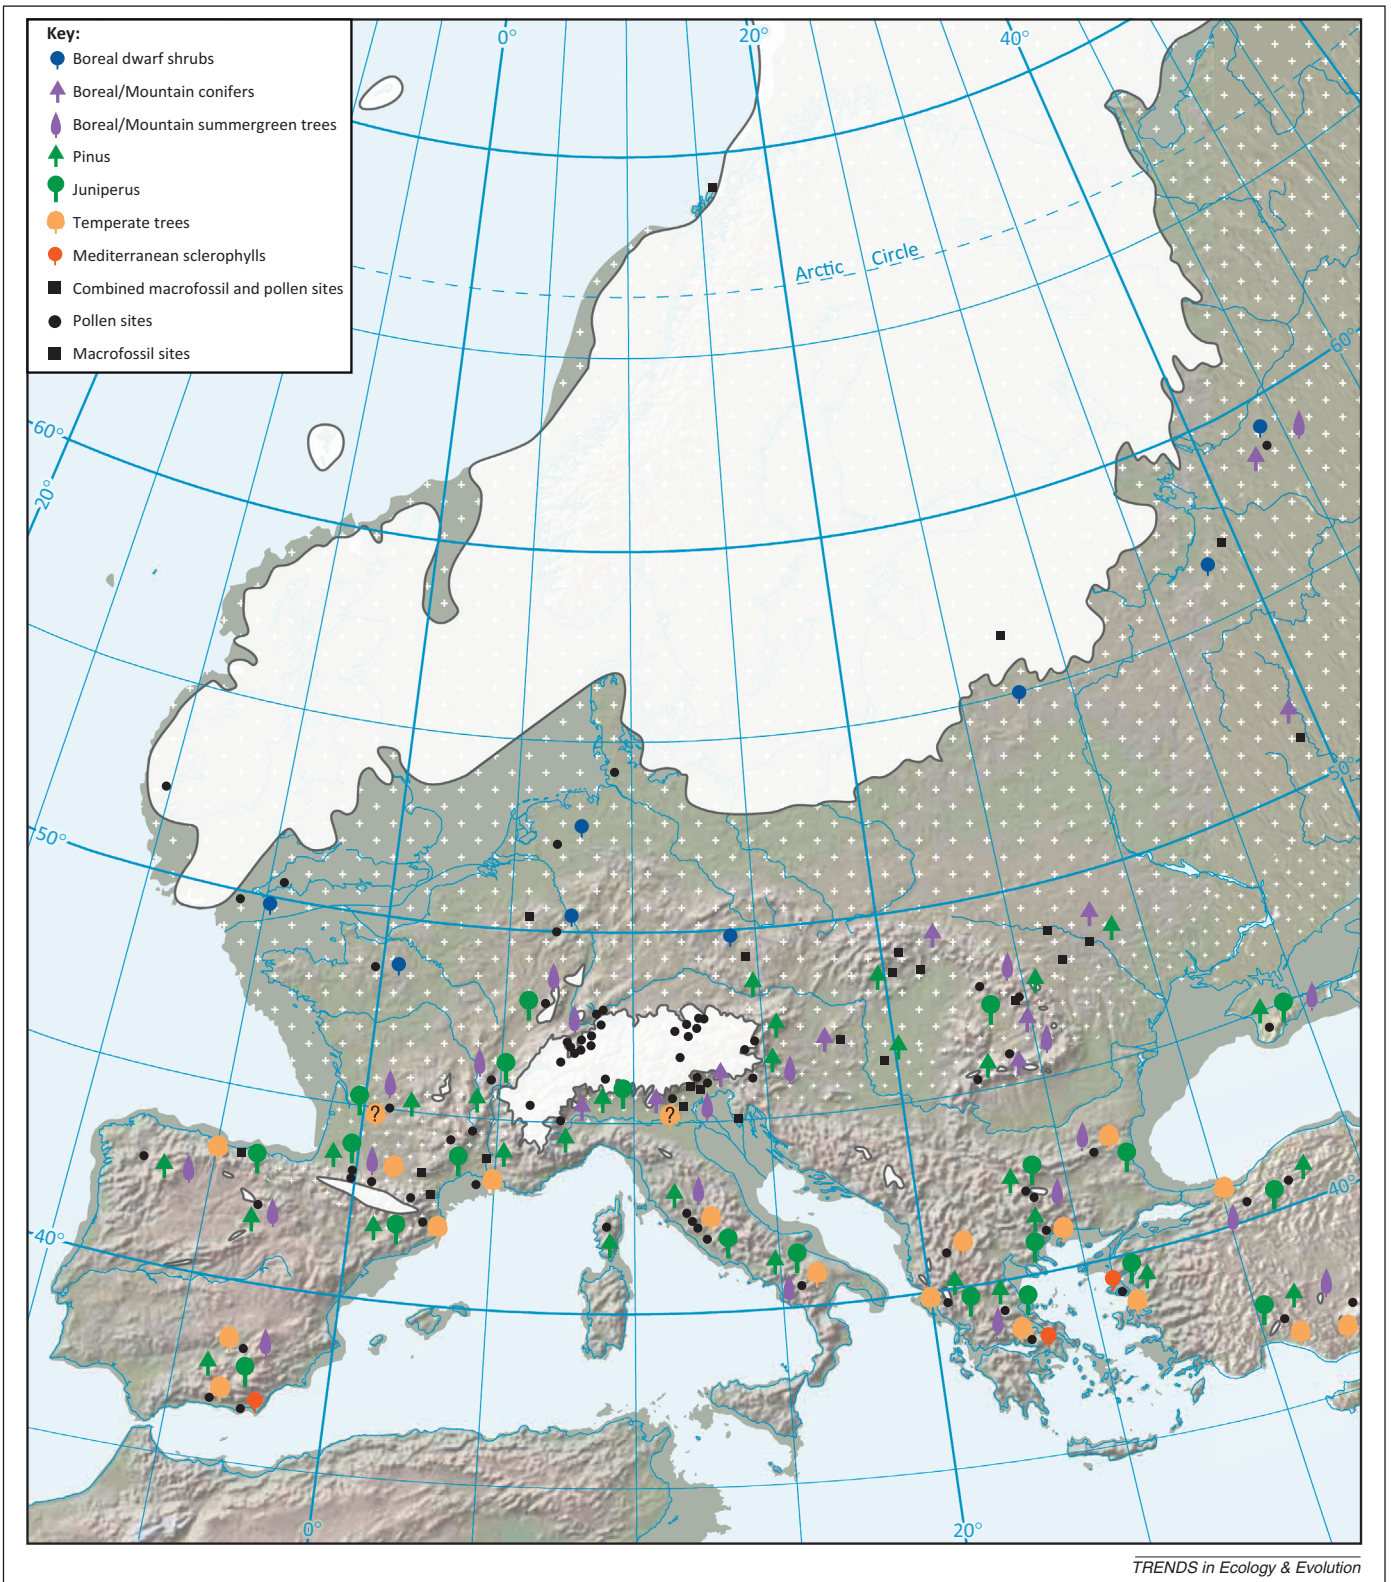 Key:
Boreal dwarf shrubs
Boreal/Mountain conifers
Boreal/Mountain summergreen trees
Pinus
Juniperus
Temperate trees
Mediterranean sclerophylls
Combined macrofossil and pollen sites
Pollen sites
Macrofossil sites
0°
20°
40°
Arctic Circle
60°
60°
20°
50°
50°
40°
40°
?
?
0°
20°
TRENDS in Ecology & Evolution